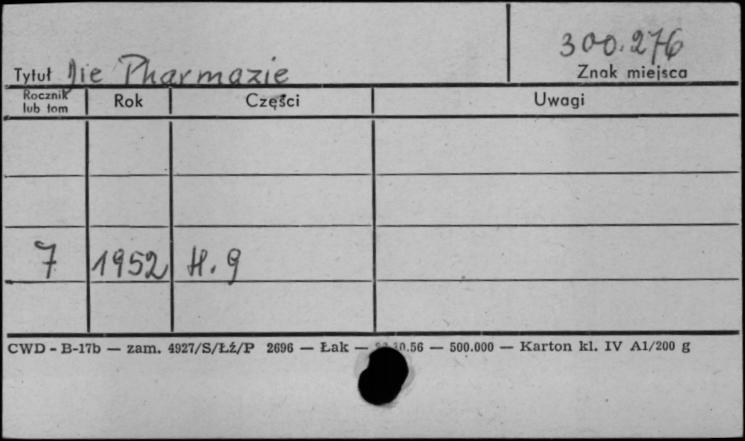 300.276
Tytuł Die Pharmazie Znak miejsca
Rocznik lub tom Rok Części Uwagi
7 1952 H. 9
CWD - B-17b — zam. 4927/S/Łź/P 2696 — Łak — .10.56 — 500.000 — Karton kl. IV A1/200 g